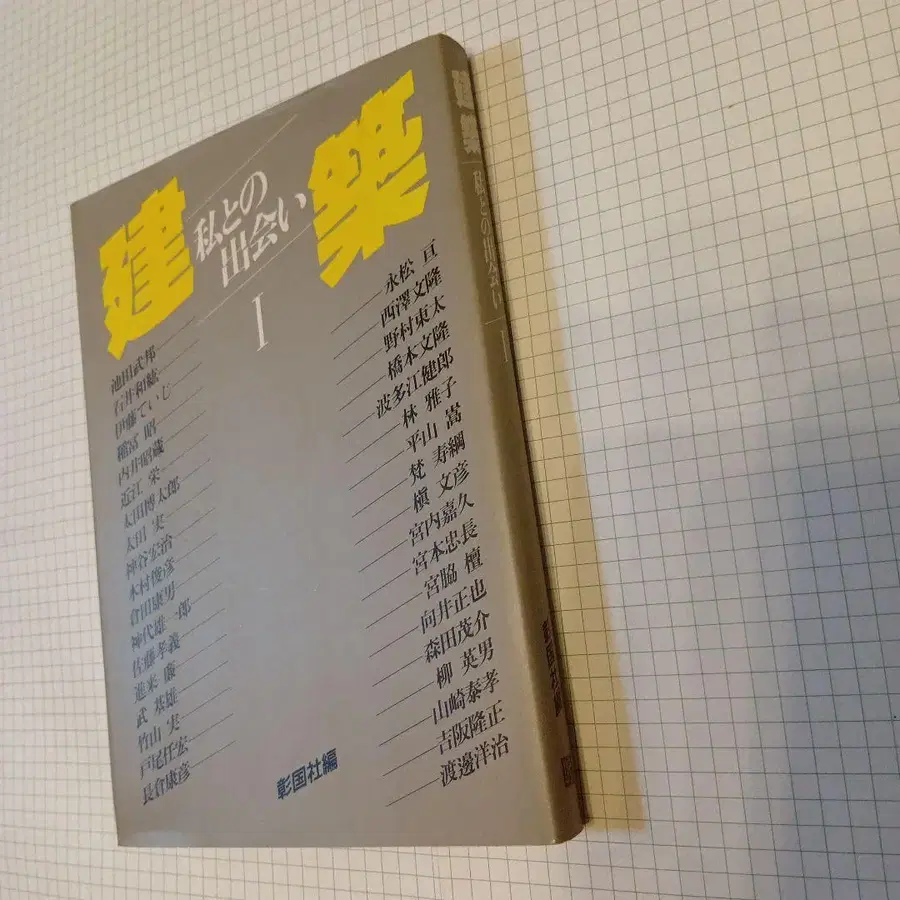 建築
私との
出会い
I
池田武邦
石井和紘
伊藤ていじ
稲冨 昭
内井昭蔵
近江 栄
太田博太郎
太田 実
神谷宏治
木村俊彦
倉田康男
神代雄一郎
佐藤孝義
進来 廉
武 基雄
竹山 実
戸尾任宏
長倉康彦
永松 亘
西澤文隆
野村東太
橋本文隆
波多江健郎
林 雅子
平山 嵩
梵 寿綱
槇 文彦
宮内嘉久
宮本忠長
宮脇 檀
向井正也
森田茂介
柳 英男
山崎泰孝
吉阪隆正
渡邊洋治
彰国社編
建築 私との出会い I
彰国社編